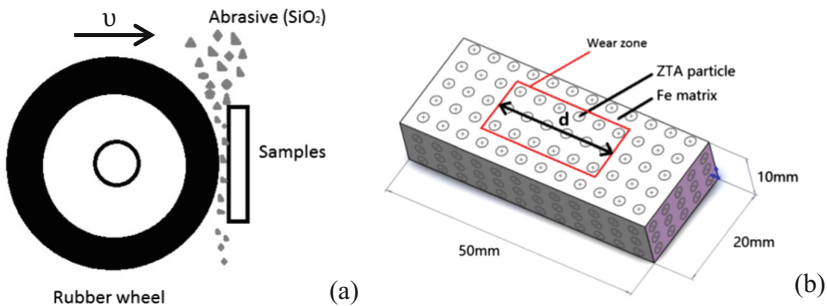 υ
Abrasive (SiO₂)
Samples
Rubber wheel
(a)
Wear zone
ZTA particle
Fe matrix
d
10mm
20mm
50mm
(b)